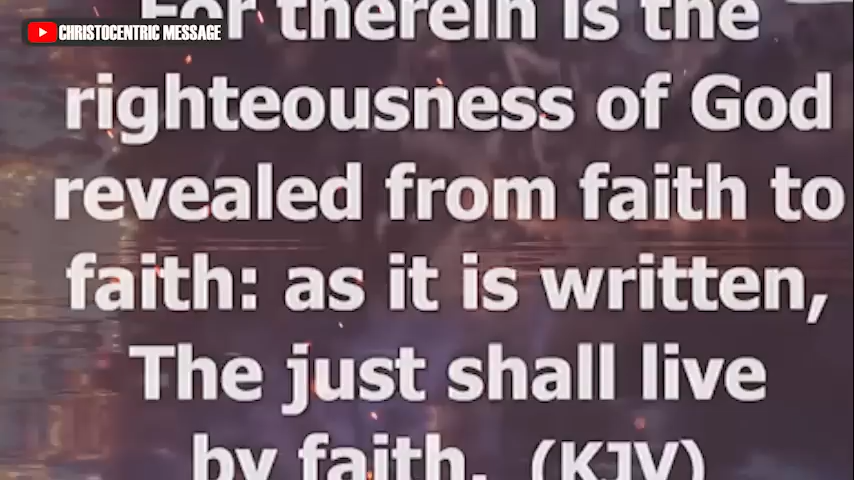 CHRISTOCENTRIC MESSAGE
For therein is the
righteousness of God
revealed from faith to
faith: as it is written,
The just shall live
by faith. (KJV)